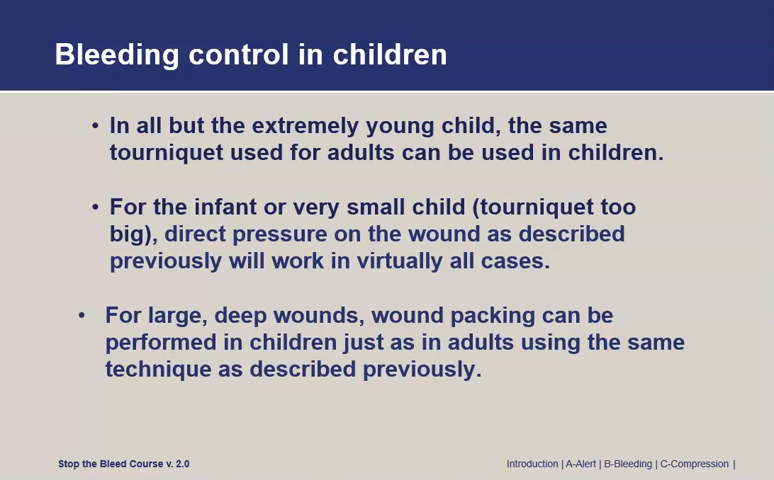 Bleeding control in children
• In all but the extremely young child, the same
tourniquet used for adults can be used in children.
• For the infant or very small child (tourniquet too
big), direct pressure on the wound as described
previously will work in virtually all cases.
• For large, deep wounds, wound packing can be
performed in children just as in adults using the same
technique as described previously.
Stop the Bleed Course v. 2.0
Introduction | A-Alert | B-Bleeding | C-Compression |